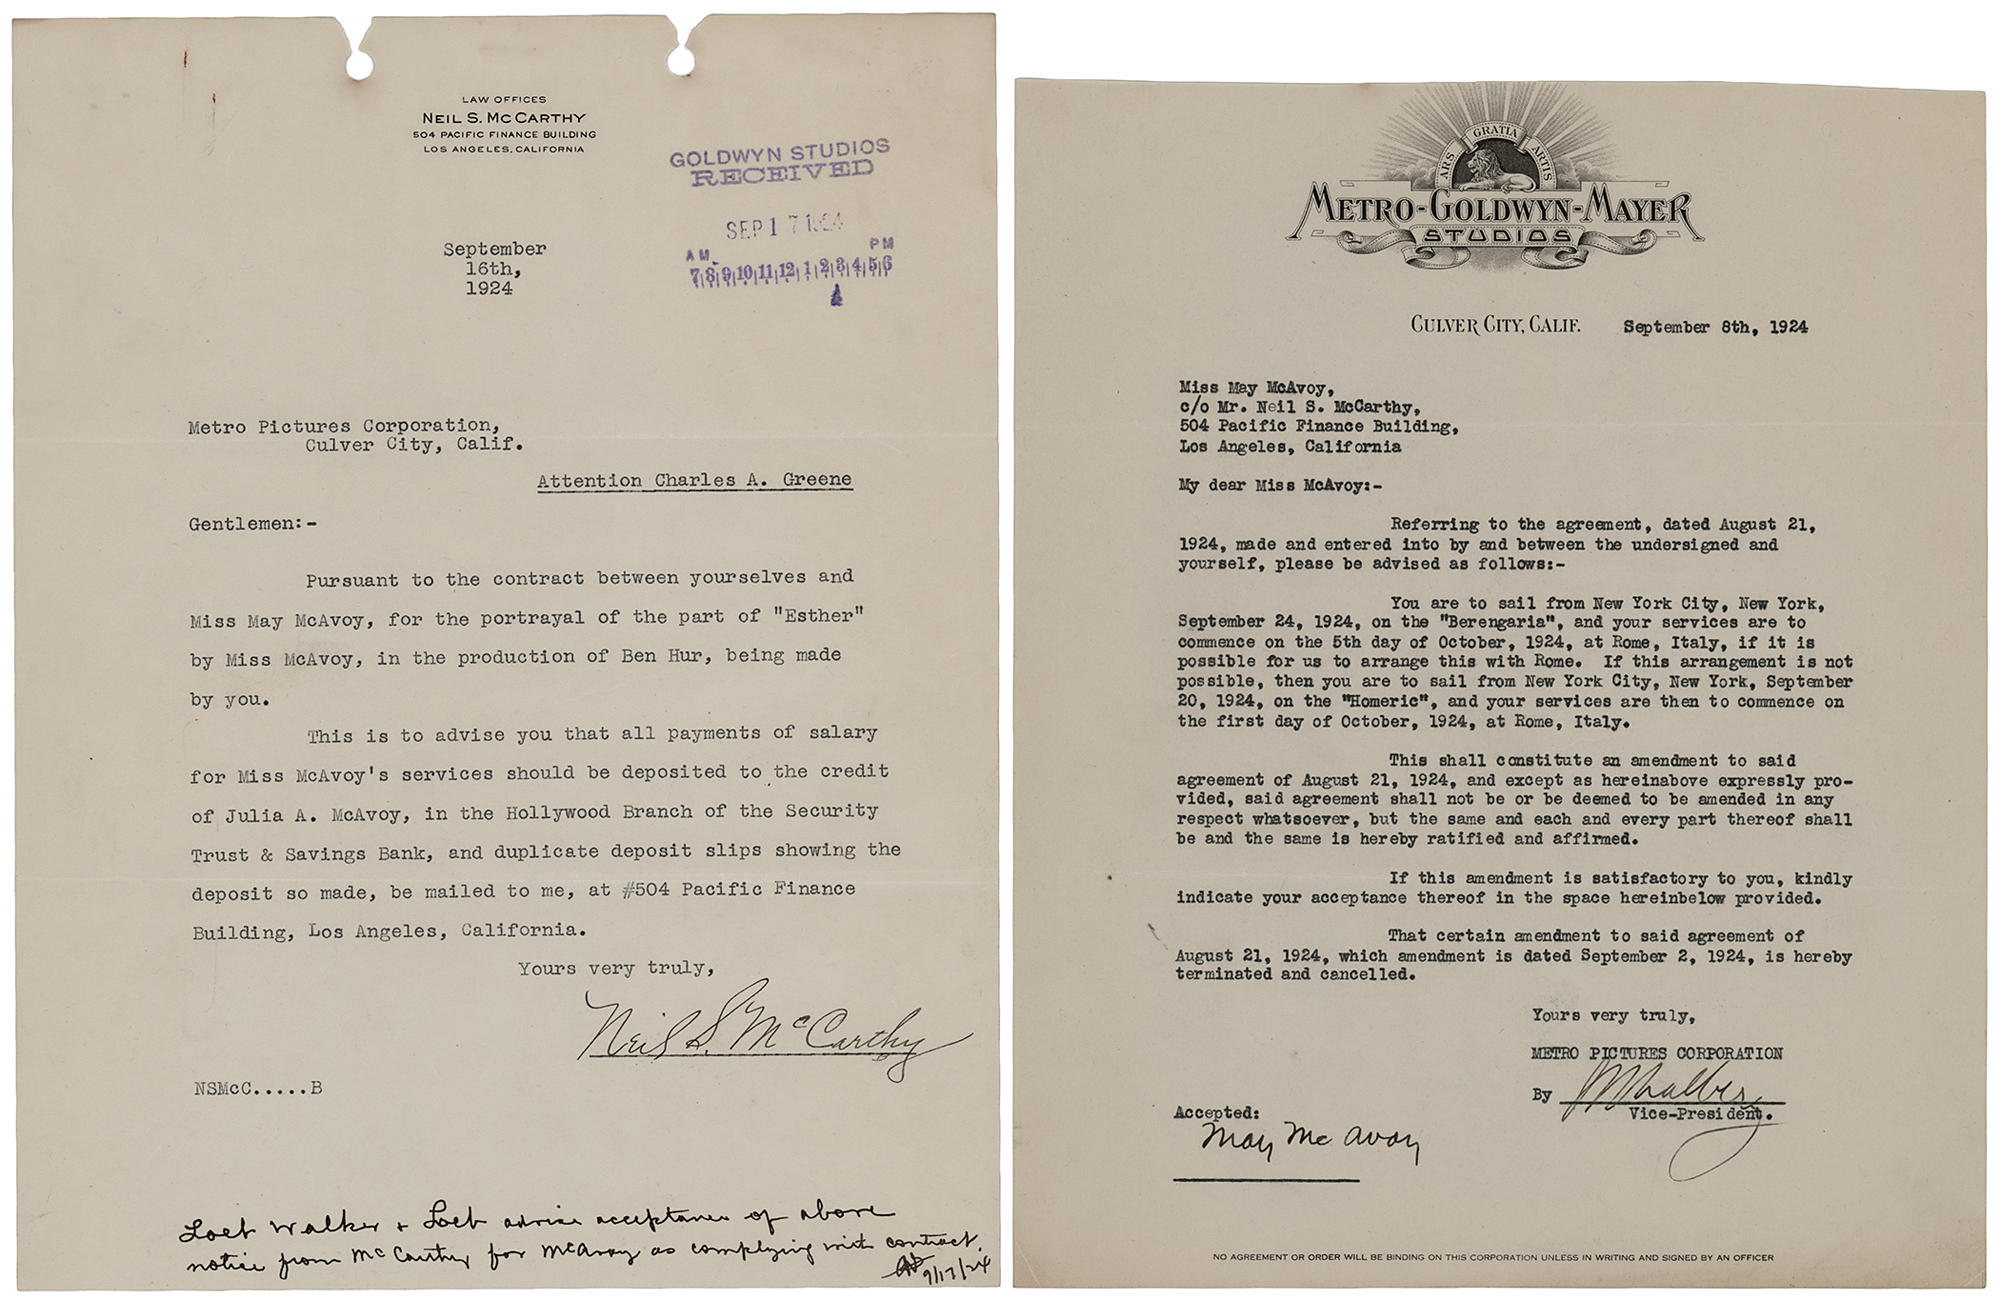 LAW OFFICES
NEIL S. MCCARTHY
504 PACIFIC FINANCE BUILDING
LOS ANGELES, CALIFORNIA
GOLDWYN STUDIOS
RECEIVED
SEP 17 1924
AM PM
7 8 9 10 11 12 1 2 3 4 5 6
September
16th,
1924
Metro Pictures Corporation,
Culver City, Calif.
Attention Charles A. Greene
Gentlemen:-
Pursuant to the contract between yourselves and
Miss May McAvoy, for the portrayal of the part of "Esther"
by Miss McAvoy, in the production of Ben Hur, being made
by you.
This is to advise you that all payments of salary
for Miss McAvoy's services should be deposited to the credit
of Julia A. McAvoy, in the Hollywood Branch of the Security
Trust & Savings Bank, and duplicate deposit slips showing the
deposit so made, be mailed to me, at #504 Pacific Finance
Building, Los Angeles, California.
Yours very truly,
Neil S. McCarthy
NSMcC.....B
Loeb Walker & Loeb advise acceptance of above
notice from McCarthy for McAvoy as complying with contract.
9/17/24
ARS GRATIA ARTIS
METRO-GOLDWYN-MAYER
STUDIOS
CULVER CITY, CALIF. September 8th, 1924
Miss May McAvoy,
c/o Mr. Neil S. McCarthy,
504 Pacific Finance Building,
Los Angeles, California
My dear Miss McAvoy:-
Referring to the agreement, dated August 21,
1924, made and entered into by and between the undersigned and
yourself, please be advised as follows:-
You are to sail from New York City, New York,
September 24, 1924, on the "Berengaria", and your services are to
commence on the 5th day of October, 1924, at Rome, Italy, if it is
possible for us to arrange this with Rome. If this arrangement is not
possible, then you are to sail from New York City, New York, September
20, 1924, on the "Homeric", and your services are then to commence on
the first day of October, 1924, at Rome, Italy.
This shall constitute an amendment to said
agreement of August 21, 1924, and except as hereinabove expressly pro-
vided, said agreement shall not be or be deemed to be amended in any
respect whatsoever, but the same and each and every part thereof shall
be and the same is hereby ratified and affirmed.
If this amendment is satisfactory to you, kindly
indicate your acceptance thereof in the space hereinbelow provided.
That certain amendment to said agreement of
August 21, 1924, which amendment is dated September 2, 1924, is hereby
terminated and cancelled.
Yours very truly,
METRO PICTURES CORPORATION
By
Vice-President.
Accepted:
May Mc Avoy
NO AGREEMENT OR ORDER WILL BE BINDING ON THIS CORPORATION UNLESS IN WRITING AND SIGNED BY AN OFFICER